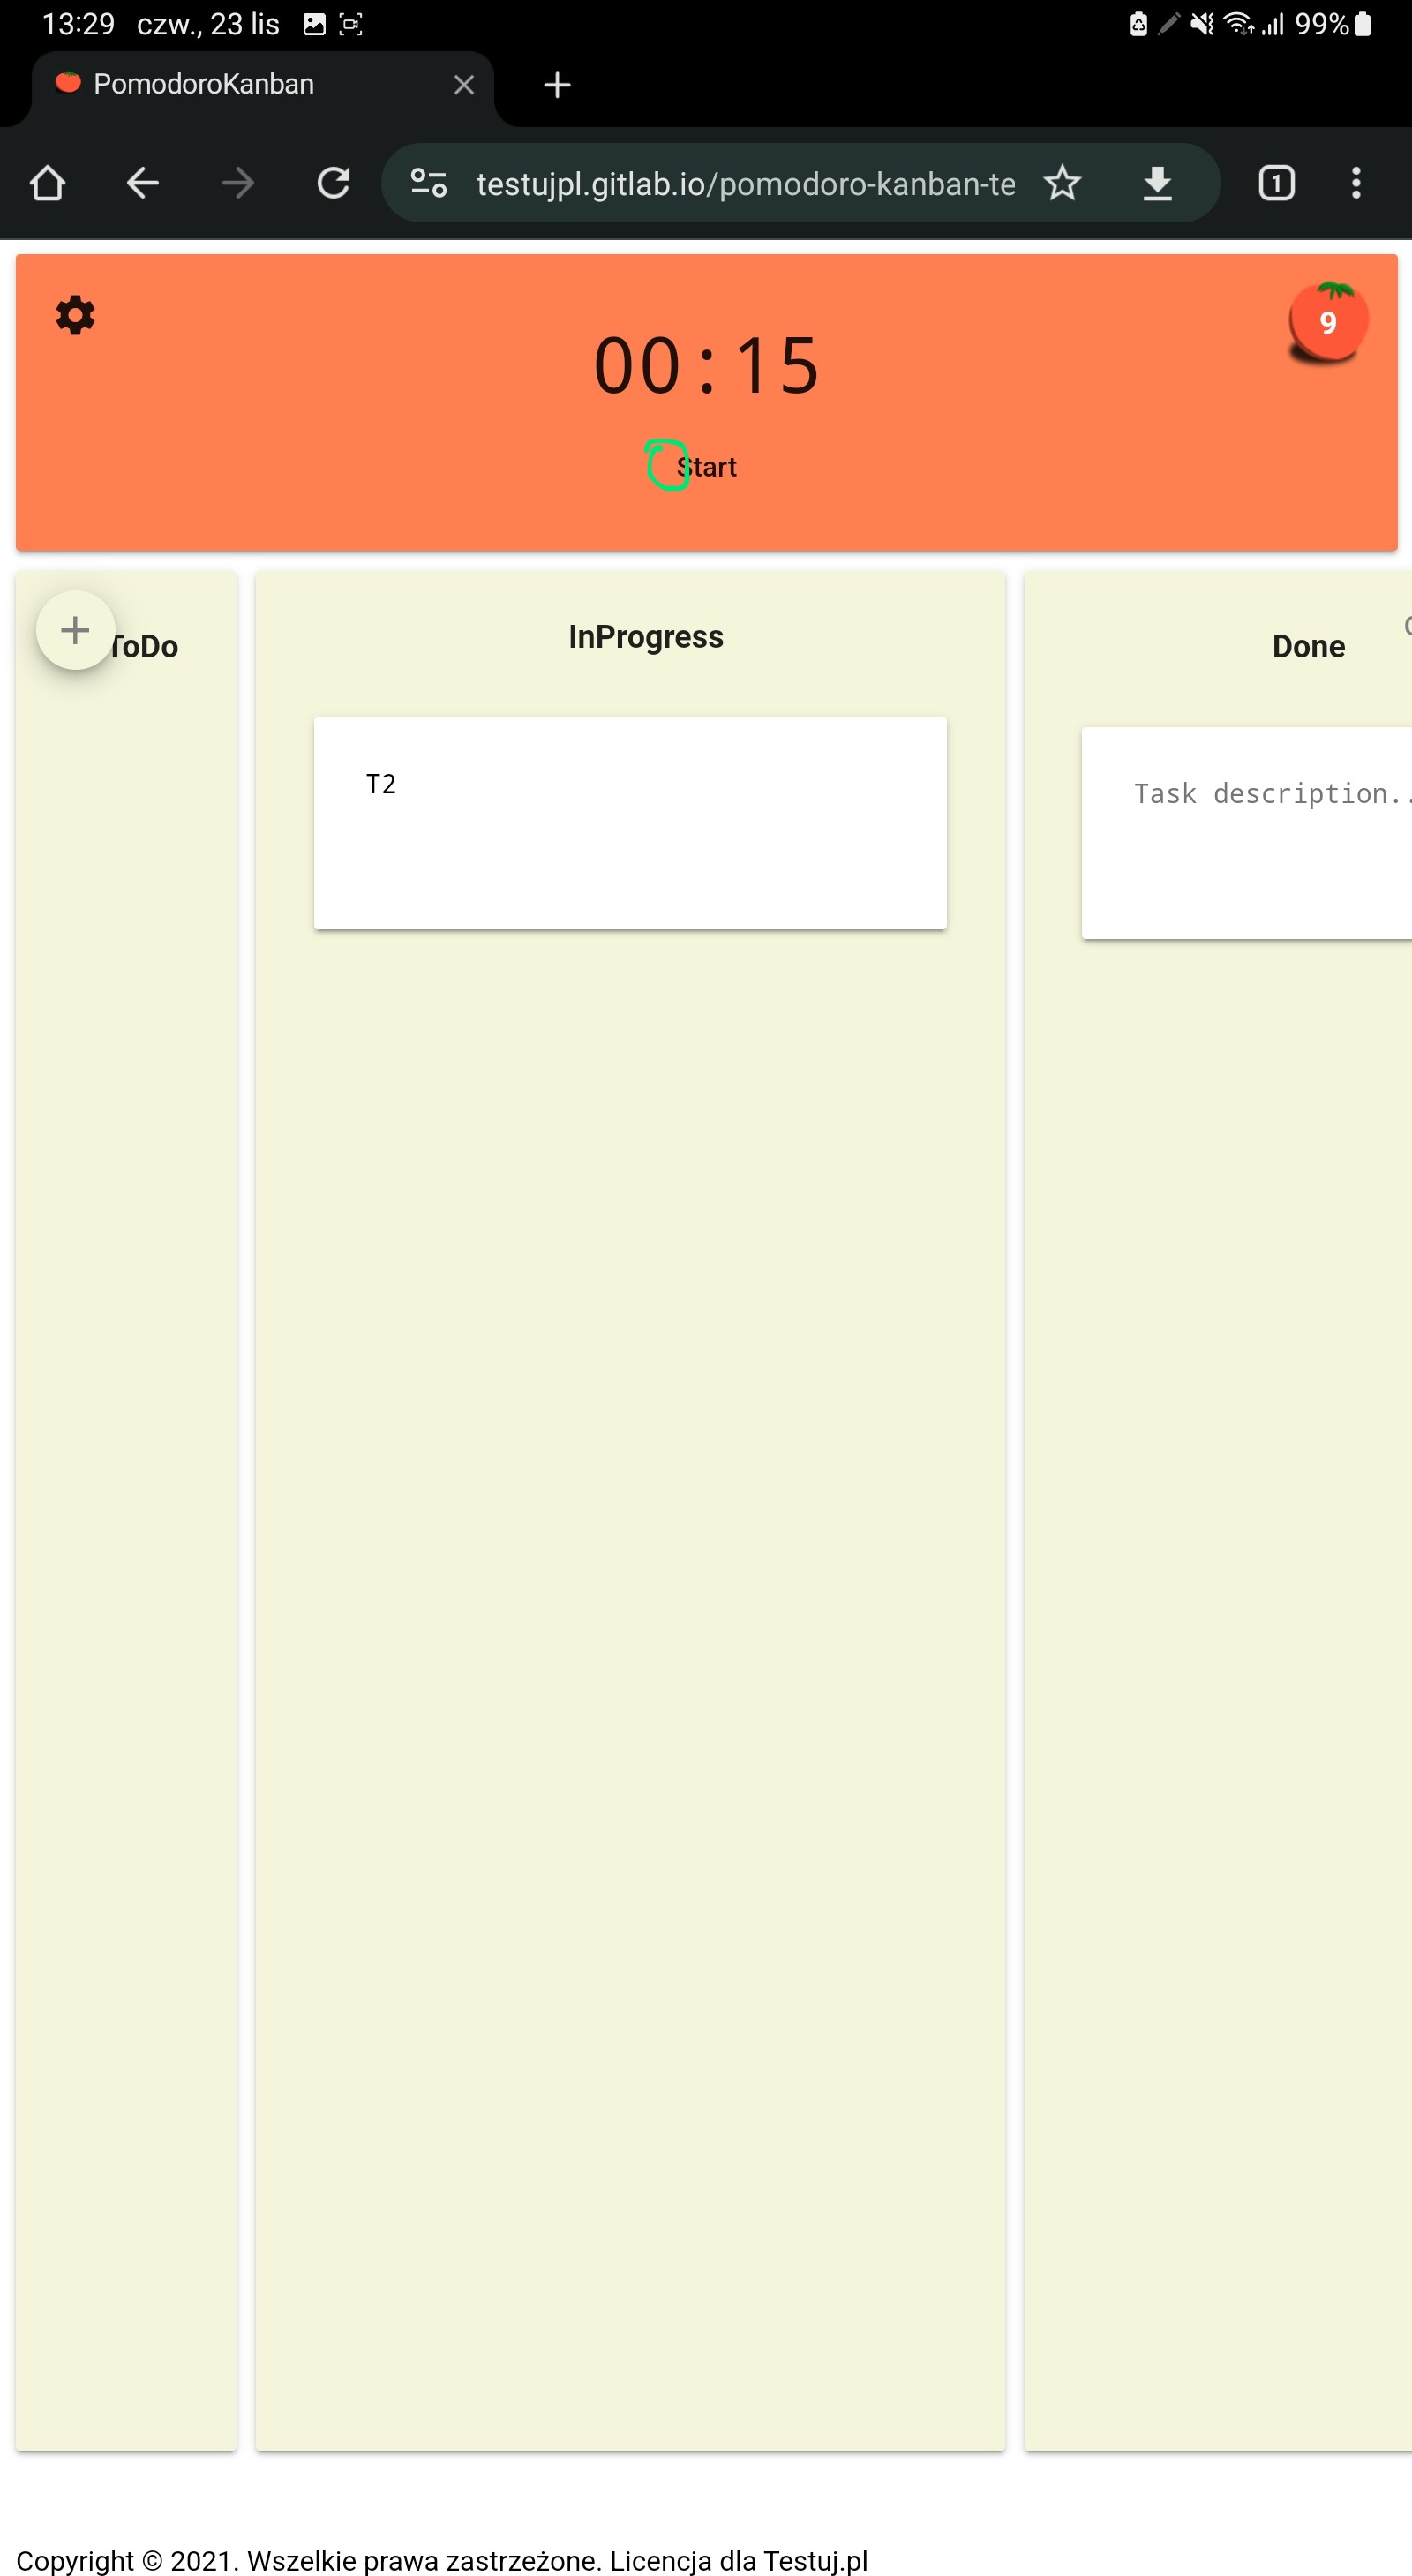 13:29 czw., 23 lis 99%
PomodoroKanban
testujpl.gitlab.io/pomodoro-kanban-te 1
9
00:15
Start
ToDo InProgress Done
T2
Task description..
Copyright © 2021. Wszelkie prawa zastrzeżone. Licencja dla Testuj.pl